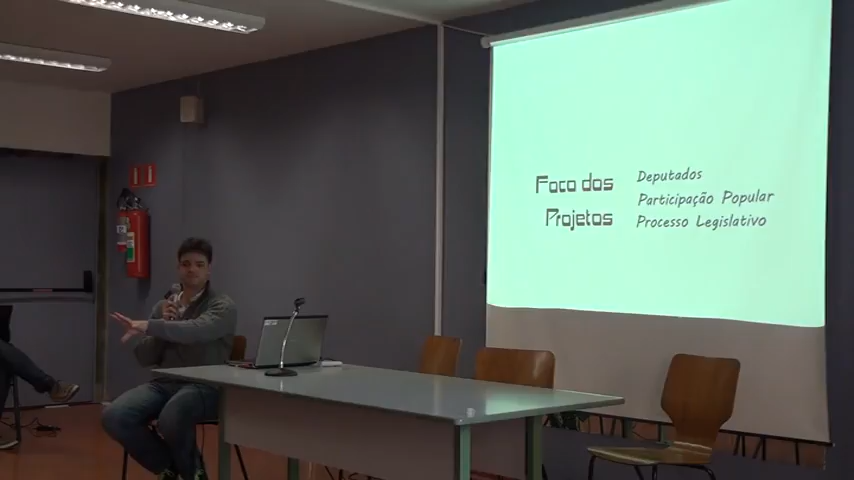 Foco dos
Projetos
Deputados
Participação Popular
Processo Legislativo